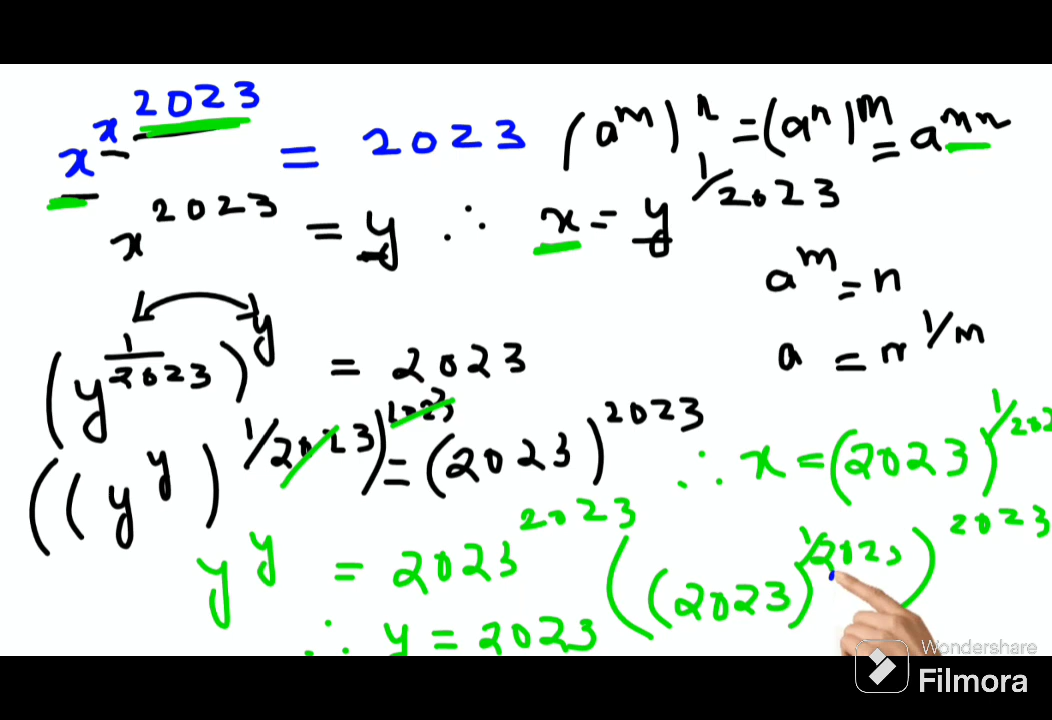 x^x^2023 = 2023 (a^m)^n = (a^n)^m = a^mn
x^2023 = y ∴ x = y^1/2023
a^m = n
(y^1/2023)^y = 2023
a = n^1/m
((y^y)^1/2023)^2023 = (2023)^2023 ∴ x = (2023)^1/202
y^y = 2023^2023
((2023)^1/2023)^2023
∴ y = 2023
Wondershare
Filmora